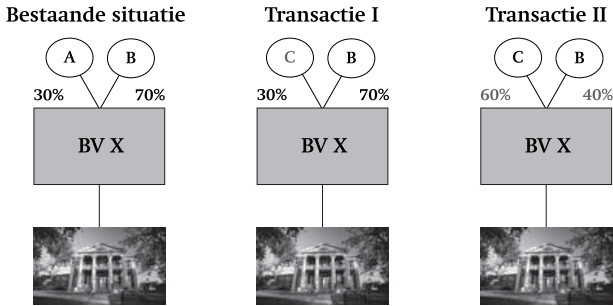 Bestaande situatie
A B
30% 70%
BV X
Transactie I
C B
30% 70%
BV X
Transactie II
C B
60% 40%
BV X